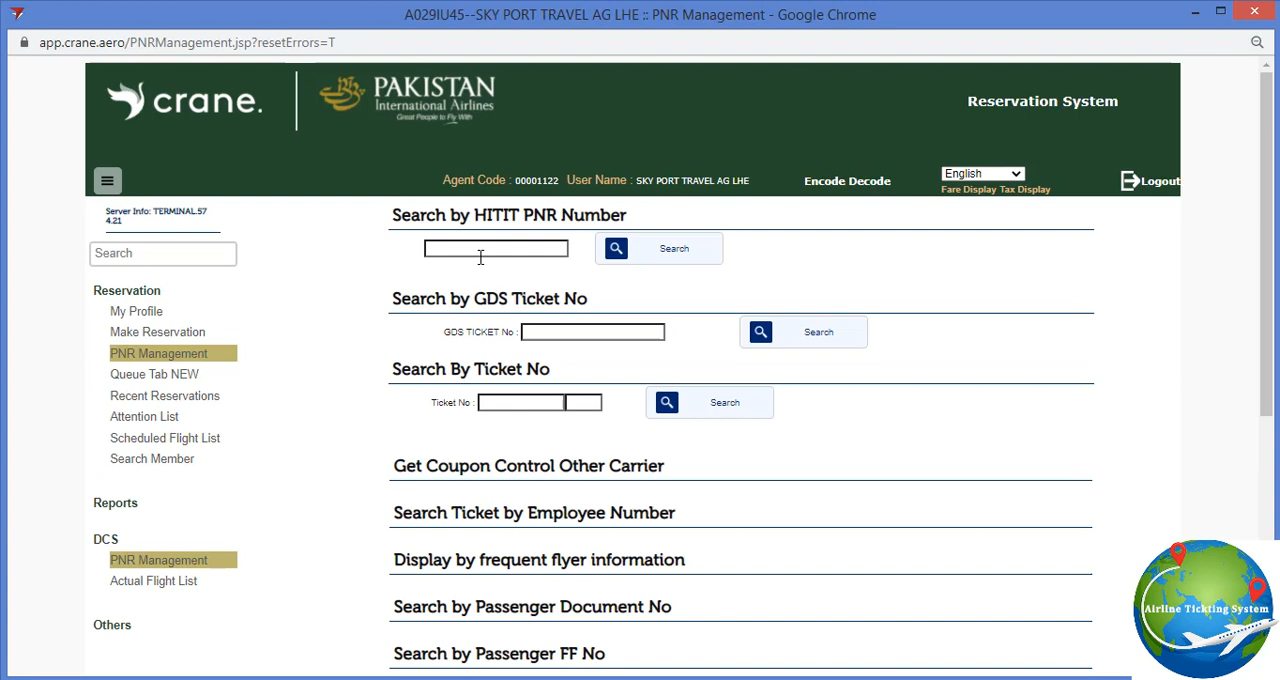 A029IU45--SKY PORT TRAVEL AG LHE :: PNR Management - Google Chrome
app.crane.aero/PNRManagement.jsp?resetErrors=T
crane.
PAKISTAN
International Airlines
Great People to Fly With
Reservation System
Agent Code : 00001122 User Name : SKY PORT TRAVEL AG LHE
Encode Decode
English
Fare Display Tax Display
Logout
Server Info: TERMINAL.57
4.21
Search
Reservation
My Profile
Make Reservation
PNR Management
Queue Tab NEW
Recent Reservations
Attention List
Scheduled Flight List
Search Member
Reports
DCS
PNR Management
Actual Flight List
Others
Search by HITIT PNR Number
Search
Search by GDS Ticket No
GDS TICKET No :
Search
Search By Ticket No
Ticket No :
Search
Get Coupon Control Other Carrier
Search Ticket by Employee Number
Display by frequent flyer information
Search by Passenger Document No
Search by Passenger FF No
Airline Tickting System